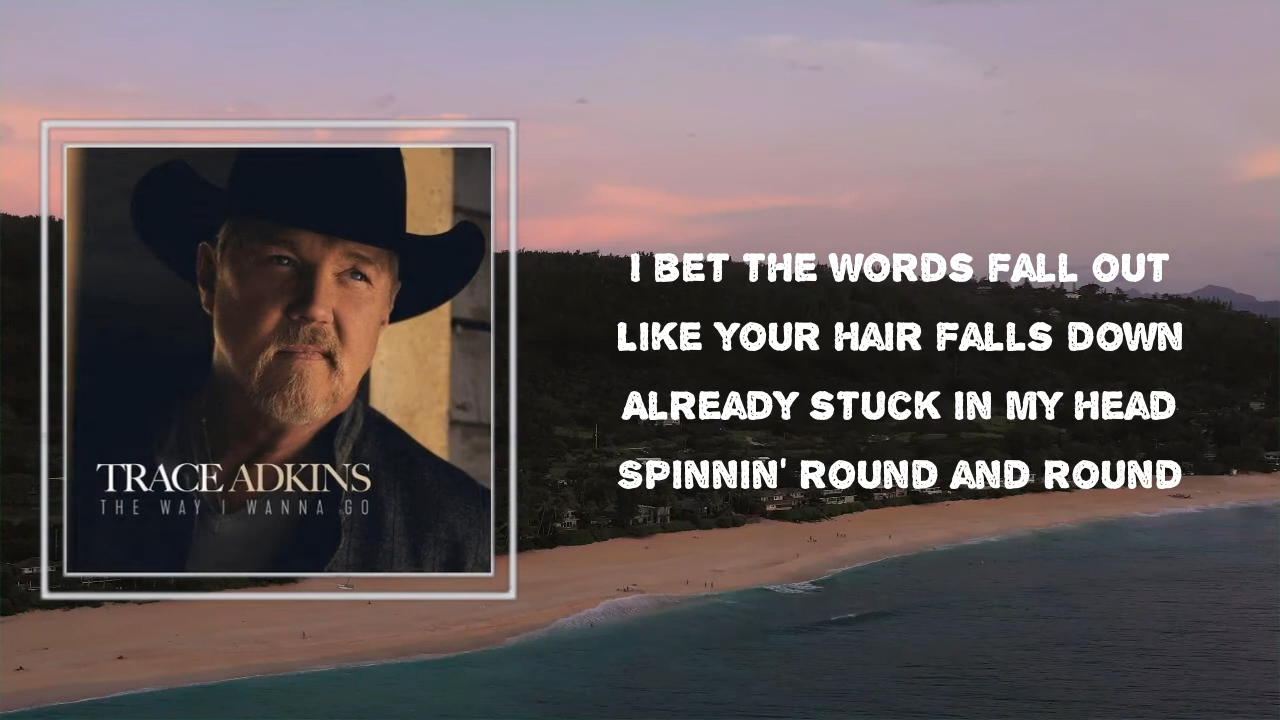 TRACE ADKINS
THE WAY I WANNA GO
I BET THE WORDS FALL OUT
LIKE YOUR HAIR FALLS DOWN
ALREADY STUCK IN MY HEAD
SPINNIN' ROUND AND ROUND